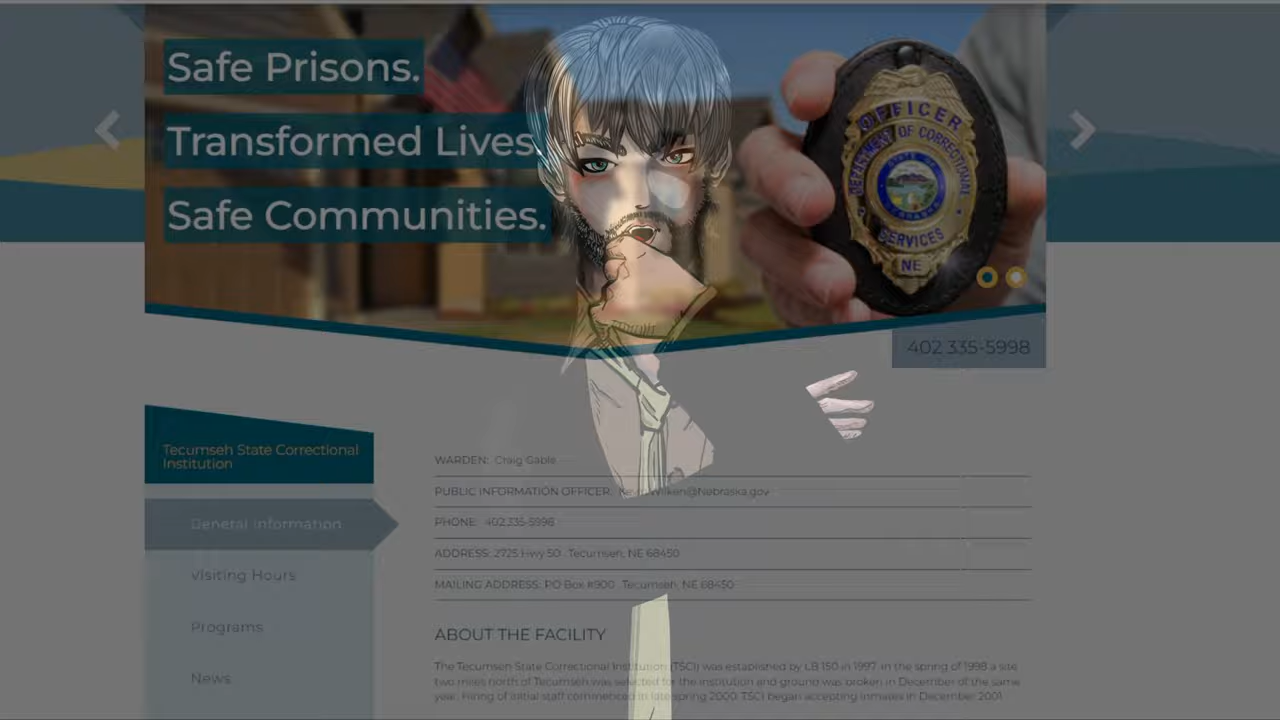 Safe Prisons.
Transformed Lives.
Safe Communities.
OFFICER
DEPARTMENT OF CORRECTIONAL
STATE OF
SERVICES
NE
402 335-5998
Tecumseh State Correctional
Institution
General Information
Visiting Hours
Programs
News
WARDEN: Craig Gable
PUBLIC INFORMATION OFFICER: Wilken@Nebraska.gov
PHONE: 402 335-5998
ADDRESS: 2725 Hwy 50 Tecumseh, NE 68450
MAILING ADDRESS: PO Box #900 Tecumseh, NE 68450
ABOUT THE FACILITY
The Tecumseh State Correctional Institution (TSCI) was established by LB 150 in 1997. In the spring of 1998 a site
two miles north of Tecumseh was selected for the institution and ground was broken in December of the same
year. Hiring of initial staff commenced in late spring 2000. TSCI began accepting inmates in December 2001.